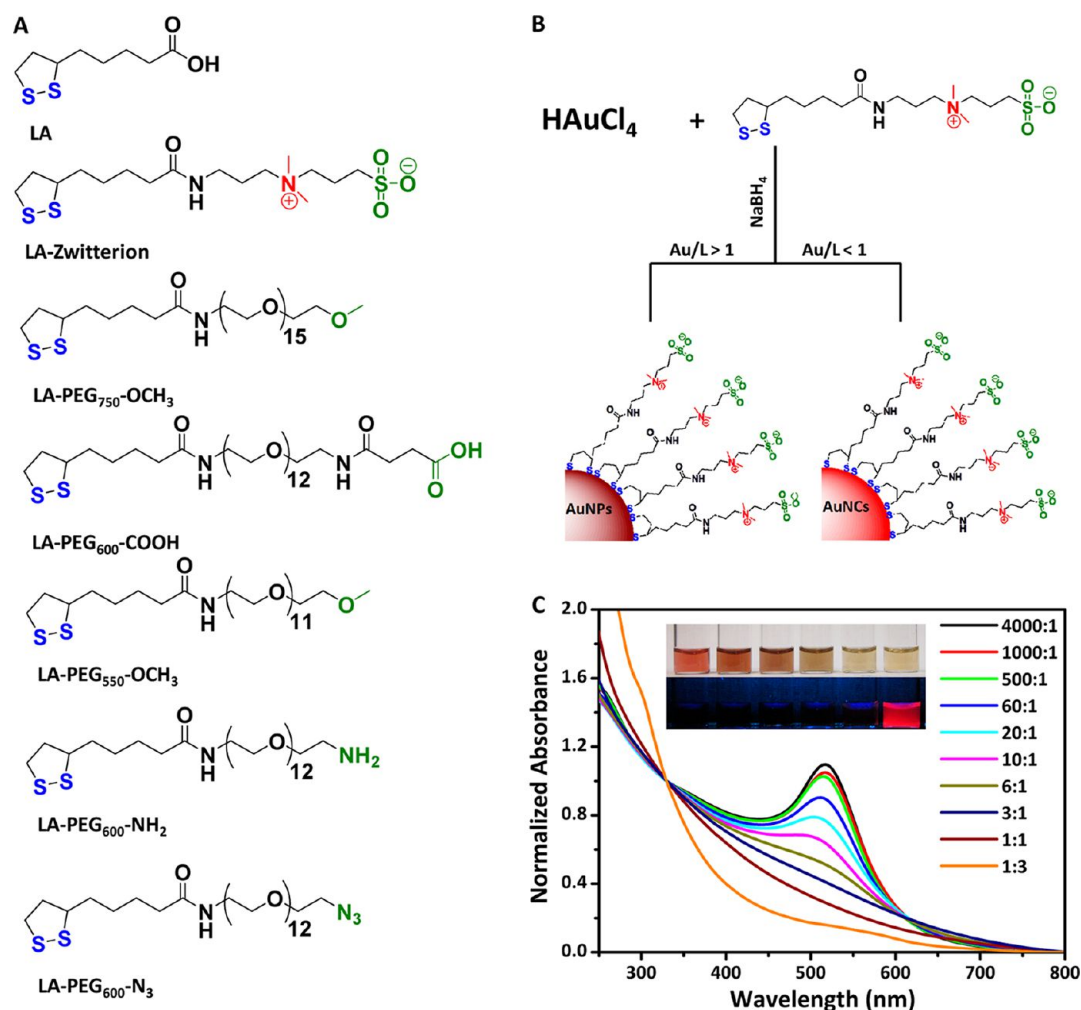 A
O
OH
S-S
LA
O
N
H
N
⊕
O
S
O
O
⊖
LA-Zwitterion
O
N
H
O
15
O
S-S
LA-PEG750-OCH3
O
N
H
O
12
N
H
O
OH
O
S-S
LA-PEG600-COOH
O
N
H
O
11
O
S-S
LA-PEG550-OCH3
O
N
H
O
12
NH2
S-S
LA-PEG600-NH2
O
N
H
O
12
N3
S-S
LA-PEG600-N3
B
HAuCl4
+
S-S
O
N
H
N
⊕
O
S
O
O
⊖
NaBH4
Au/L > 1
Au/L < 1
AuNPs
AuNCs
C
Normalized Absorbance
2.0
1.6
1.2
0.8
0.4
0.0
300
400
500
600
700
800
Wavelength (nm)
4000:1
1000:1
500:1
60:1
20:1
10:1
6:1
3:1
1:1
1:3